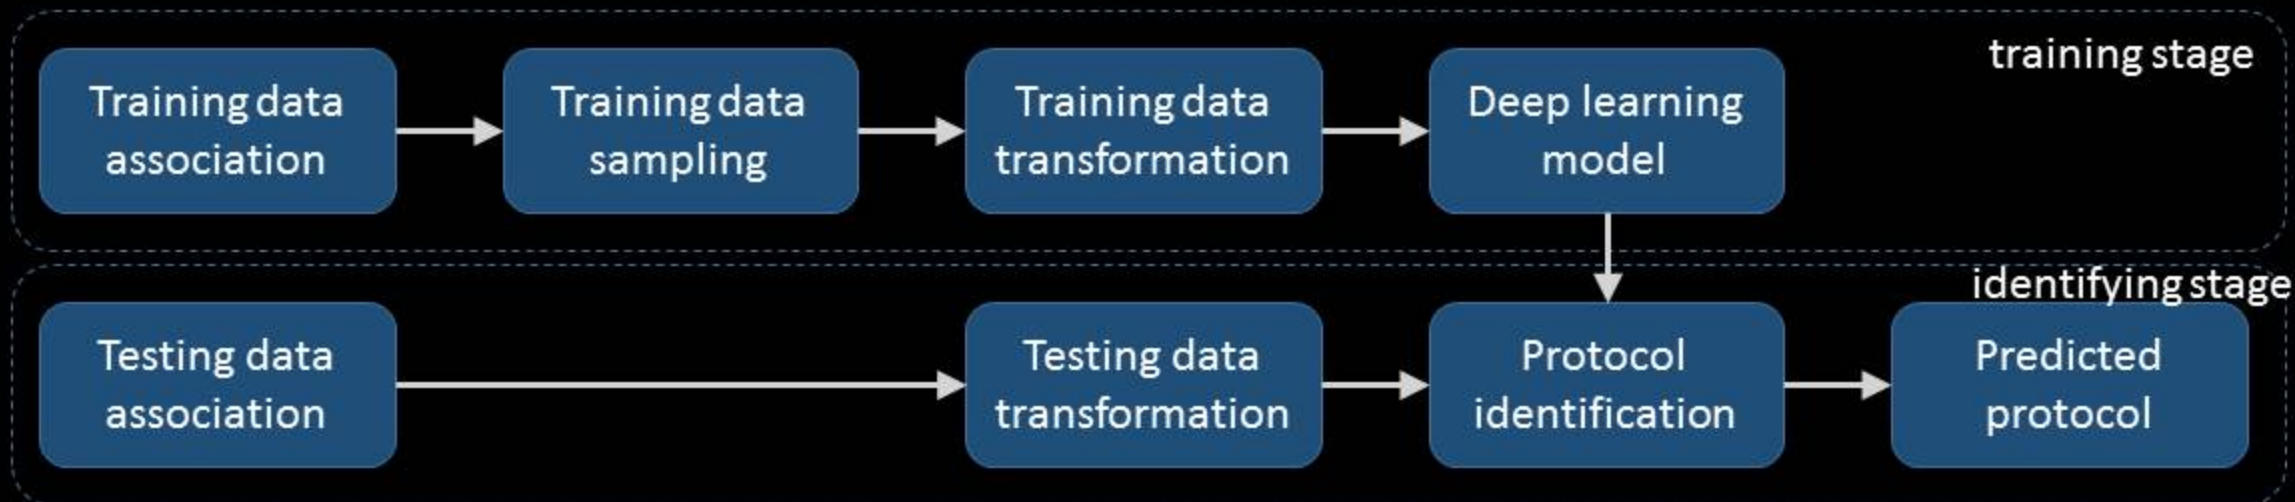 training stage
Training data
association
Training data
sampling
Training data
transformation
Deep learning
model
identifying stage
Testing data
association
Testing data
transformation
Protocol
identification
Predicted
protocol